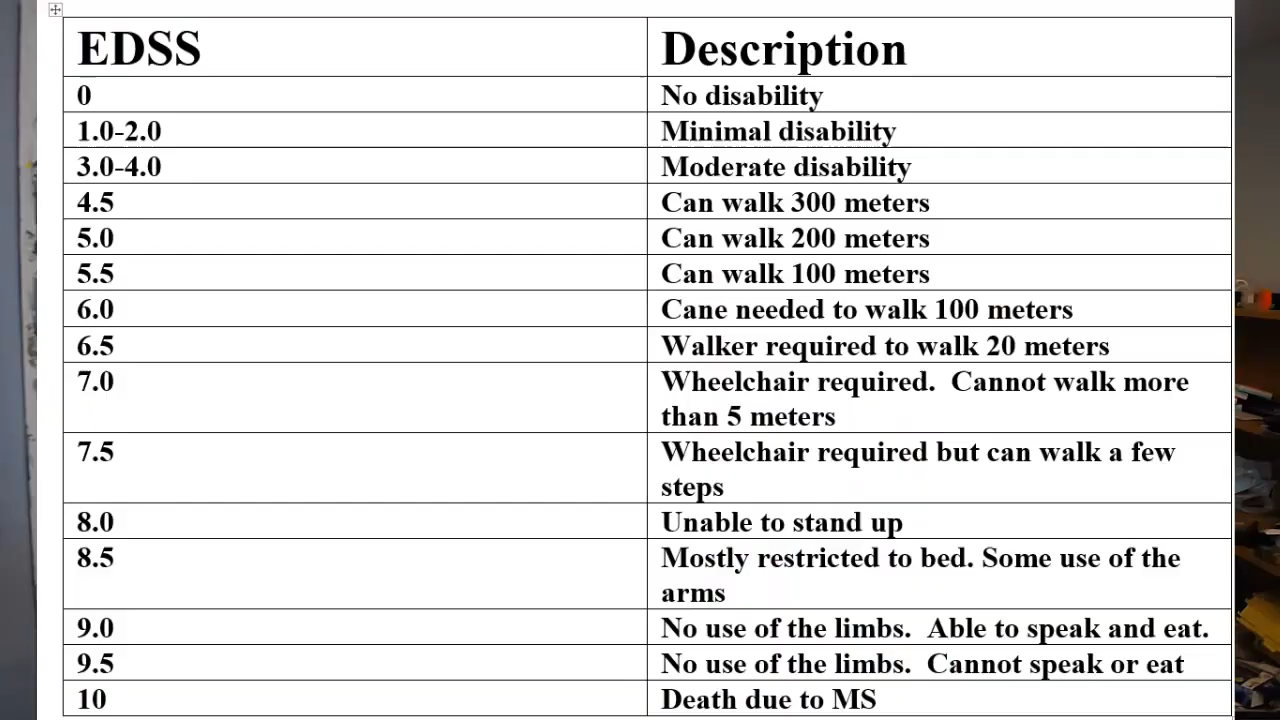 EDSS Description
0 No disability
1.0-2.0 Minimal disability
3.0-4.0 Moderate disability
4.5 Can walk 300 meters
5.0 Can walk 200 meters
5.5 Can walk 100 meters
6.0 Cane needed to walk 100 meters
6.5 Walker required to walk 20 meters
7.0 Wheelchair required.  Cannot walk more
than 5 meters
7.5 Wheelchair required but can walk a few
steps
8.0 Unable to stand up
8.5 Mostly restricted to bed. Some use of the
arms
9.0 No use of the limbs.  Able to speak and eat.
9.5 No use of the limbs.  Cannot speak or eat
10 Death due to MS